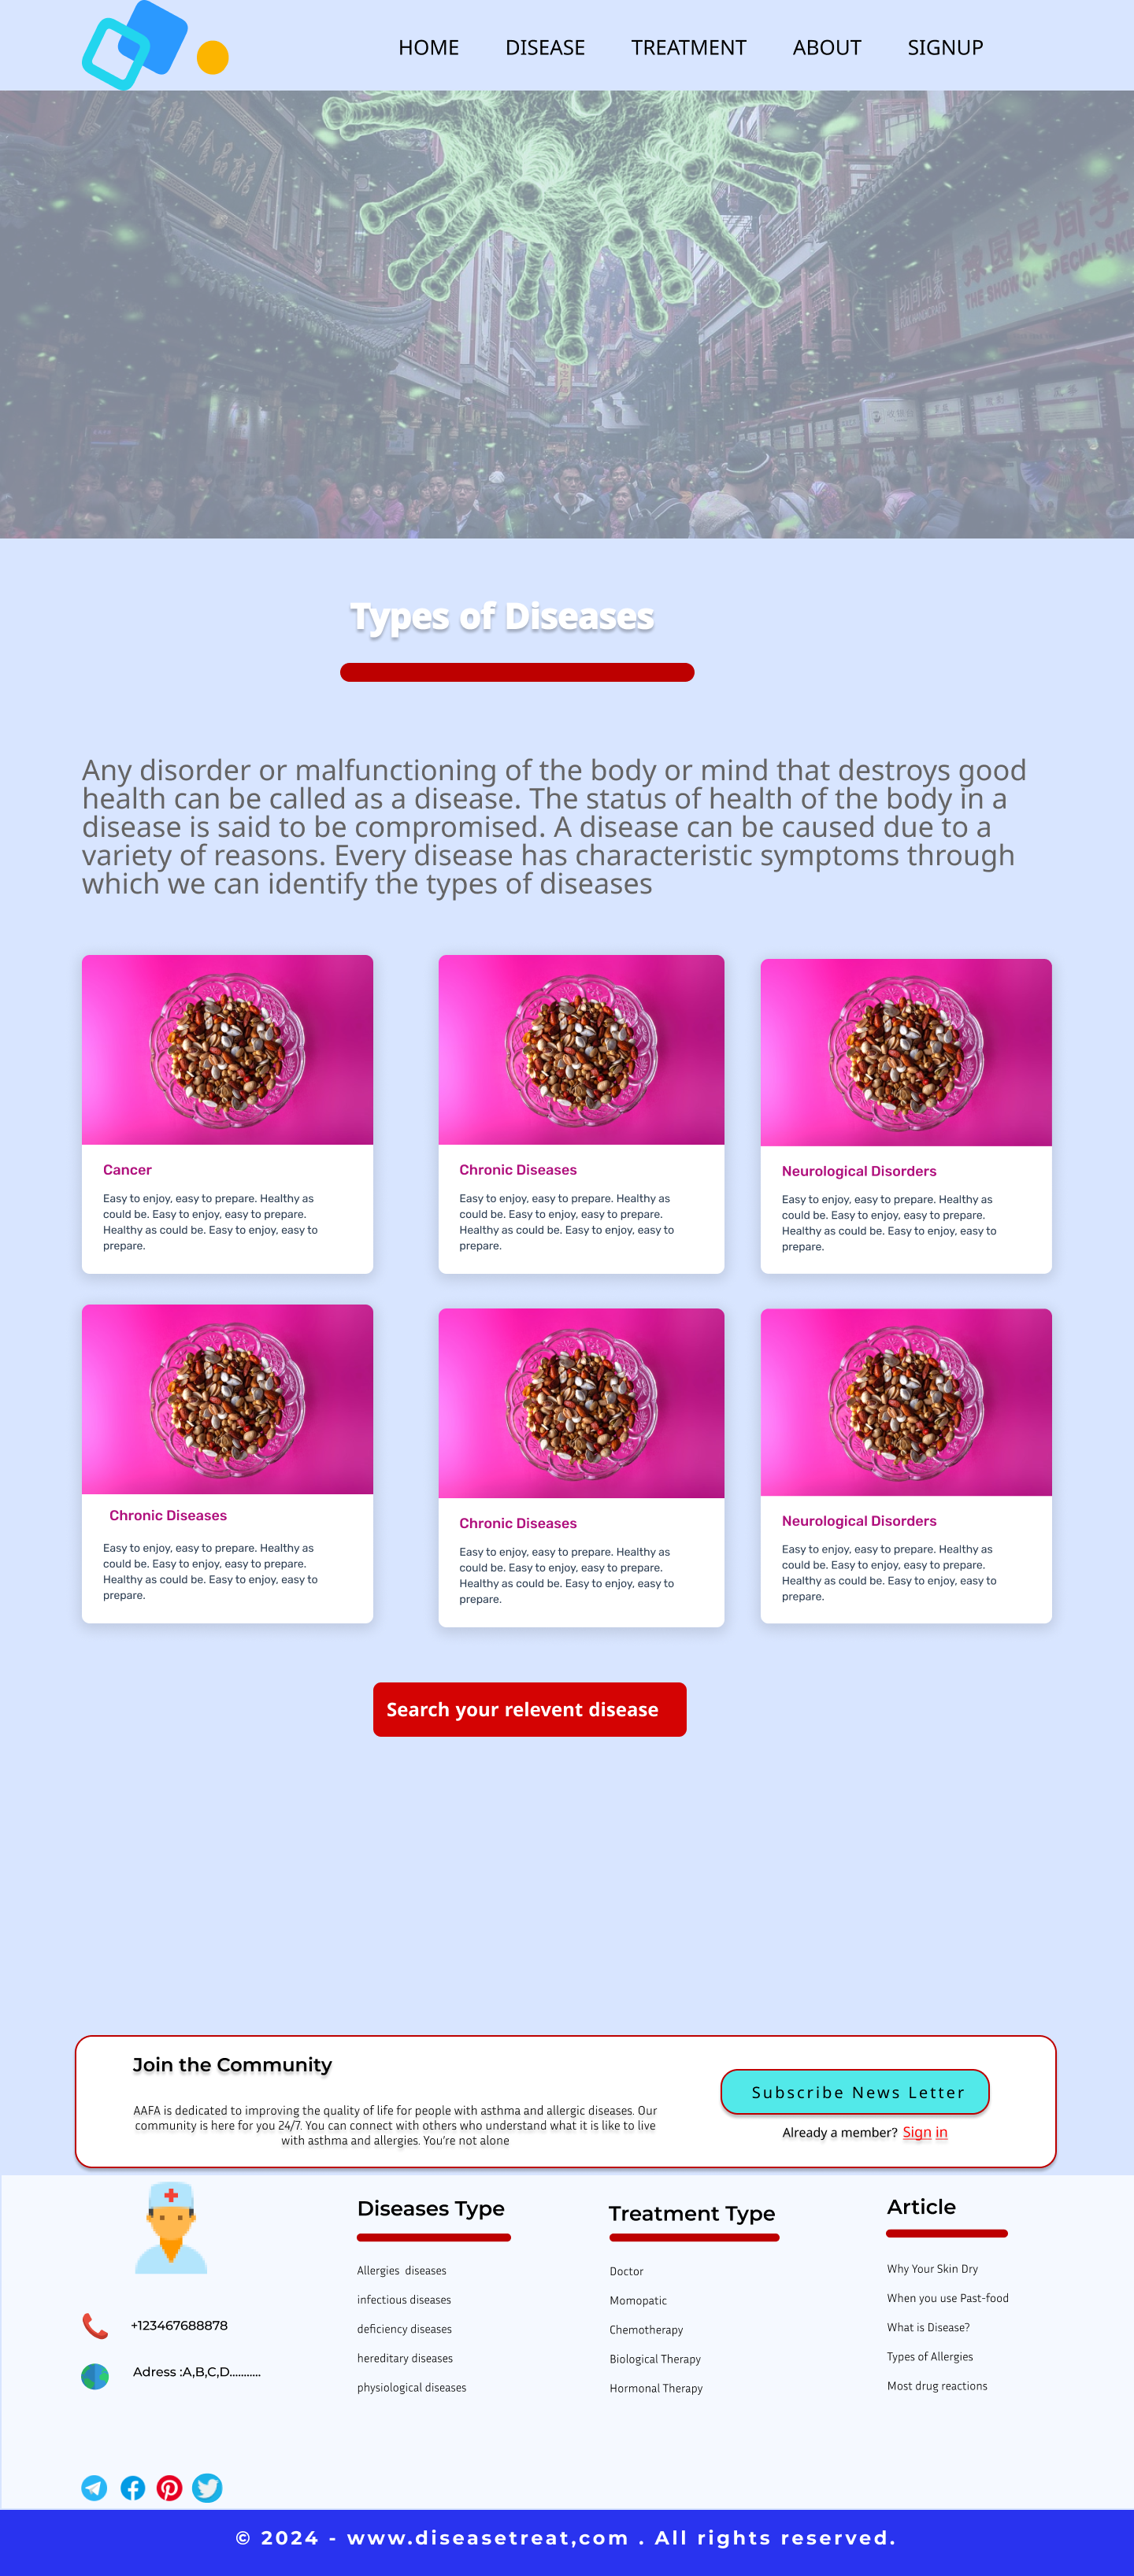 HOME DISEASE TREATMENT ABOUT SIGNUP
THE SHOW OF SPECIAL-SK
Types of Diseases
Any disorder or malfunctioning of the body or mind that destroys good
health can be called as a disease. The status of health of the body in a
disease is said to be compromised. A disease can be caused due to a
variety of reasons. Every disease has characteristic symptoms through
which we can identify the types of diseases
Cancer
Easy to enjoy, easy to prepare. Healthy as
could be. Easy to enjoy, easy to prepare.
Healthy as could be. Easy to enjoy, easy to
prepare.
Chronic Diseases
Easy to enjoy, easy to prepare. Healthy as
could be. Easy to enjoy, easy to prepare.
Healthy as could be. Easy to enjoy, easy to
prepare.
Neurological Disorders
Easy to enjoy, easy to prepare. Healthy as
could be. Easy to enjoy, easy to prepare.
Healthy as could be. Easy to enjoy, easy to
prepare.
Chronic Diseases
Easy to enjoy, easy to prepare. Healthy as
could be. Easy to enjoy, easy to prepare.
Healthy as could be. Easy to enjoy, easy to
prepare.
Chronic Diseases
Easy to enjoy, easy to prepare. Healthy as
could be. Easy to enjoy, easy to prepare.
Healthy as could be. Easy to enjoy, easy to
prepare.
Neurological Disorders
Easy to enjoy, easy to prepare. Healthy as
could be. Easy to enjoy, easy to prepare.
Healthy as could be. Easy to enjoy, easy to
prepare.
Search your relevent disease
Join the Community
AAFA is dedicated to improving the quality of life for people with asthma and allergic diseases. Our
community is here for you 24/7. You can connect with others who understand what it is like to live
with asthma and allergies. You're not alone
Subscribe News Letter
Already a member? Sign in
+123467688878
Adress :A,B,C,D...........
Diseases Type
Allergies diseases
infectious diseases
deficiency diseases
hereditary diseases
physiological diseases
Treatment Type
Doctor
Momopatic
Chemotherapy
Biological Therapy
Hormonal Therapy
Article
Why Your Skin Dry
When you use Past-food
What is Disease?
Types of Allergies
Most drug reactions
© 2024 - www.diseasetreat,com . All rights reserved.